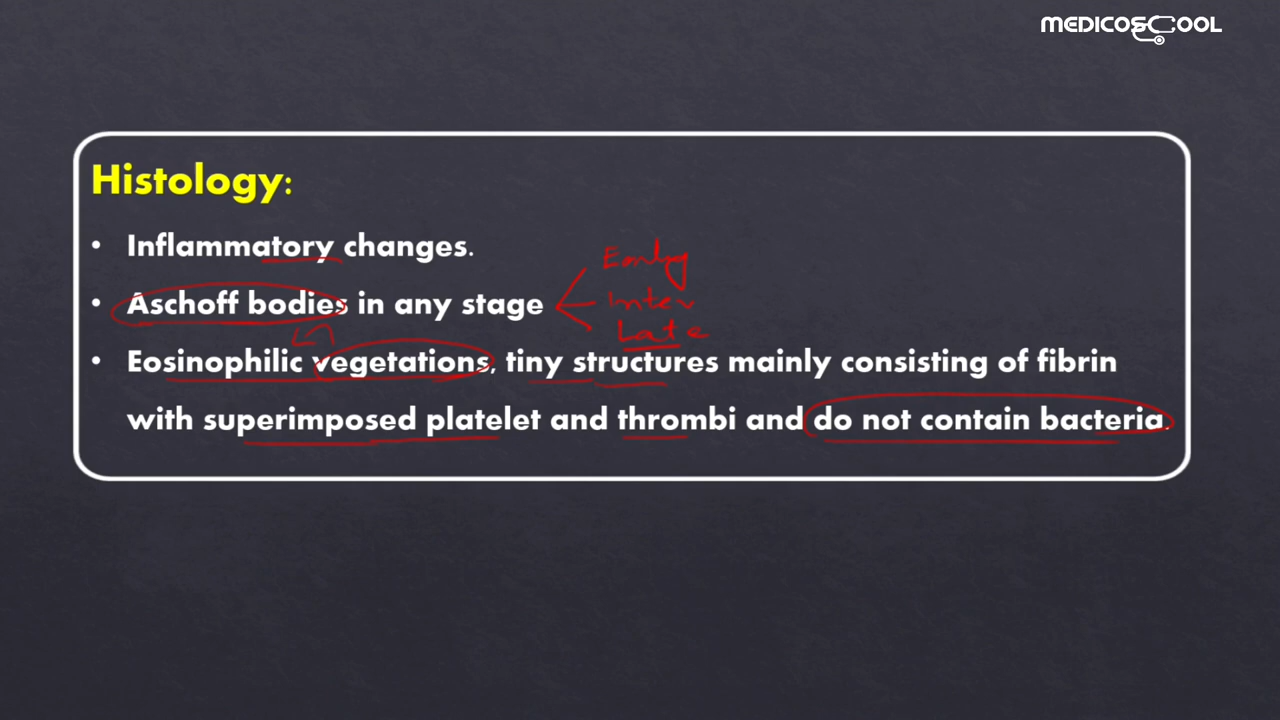 MEDICOSCOOL
Histology:
• Inflammatory changes.
• Aschoff bodies in any stage
Early
Inter
Late
• Eosinophilic vegetations, tiny structures mainly consisting of fibrin
with superimposed platelet and thrombi and do not contain bacteria.